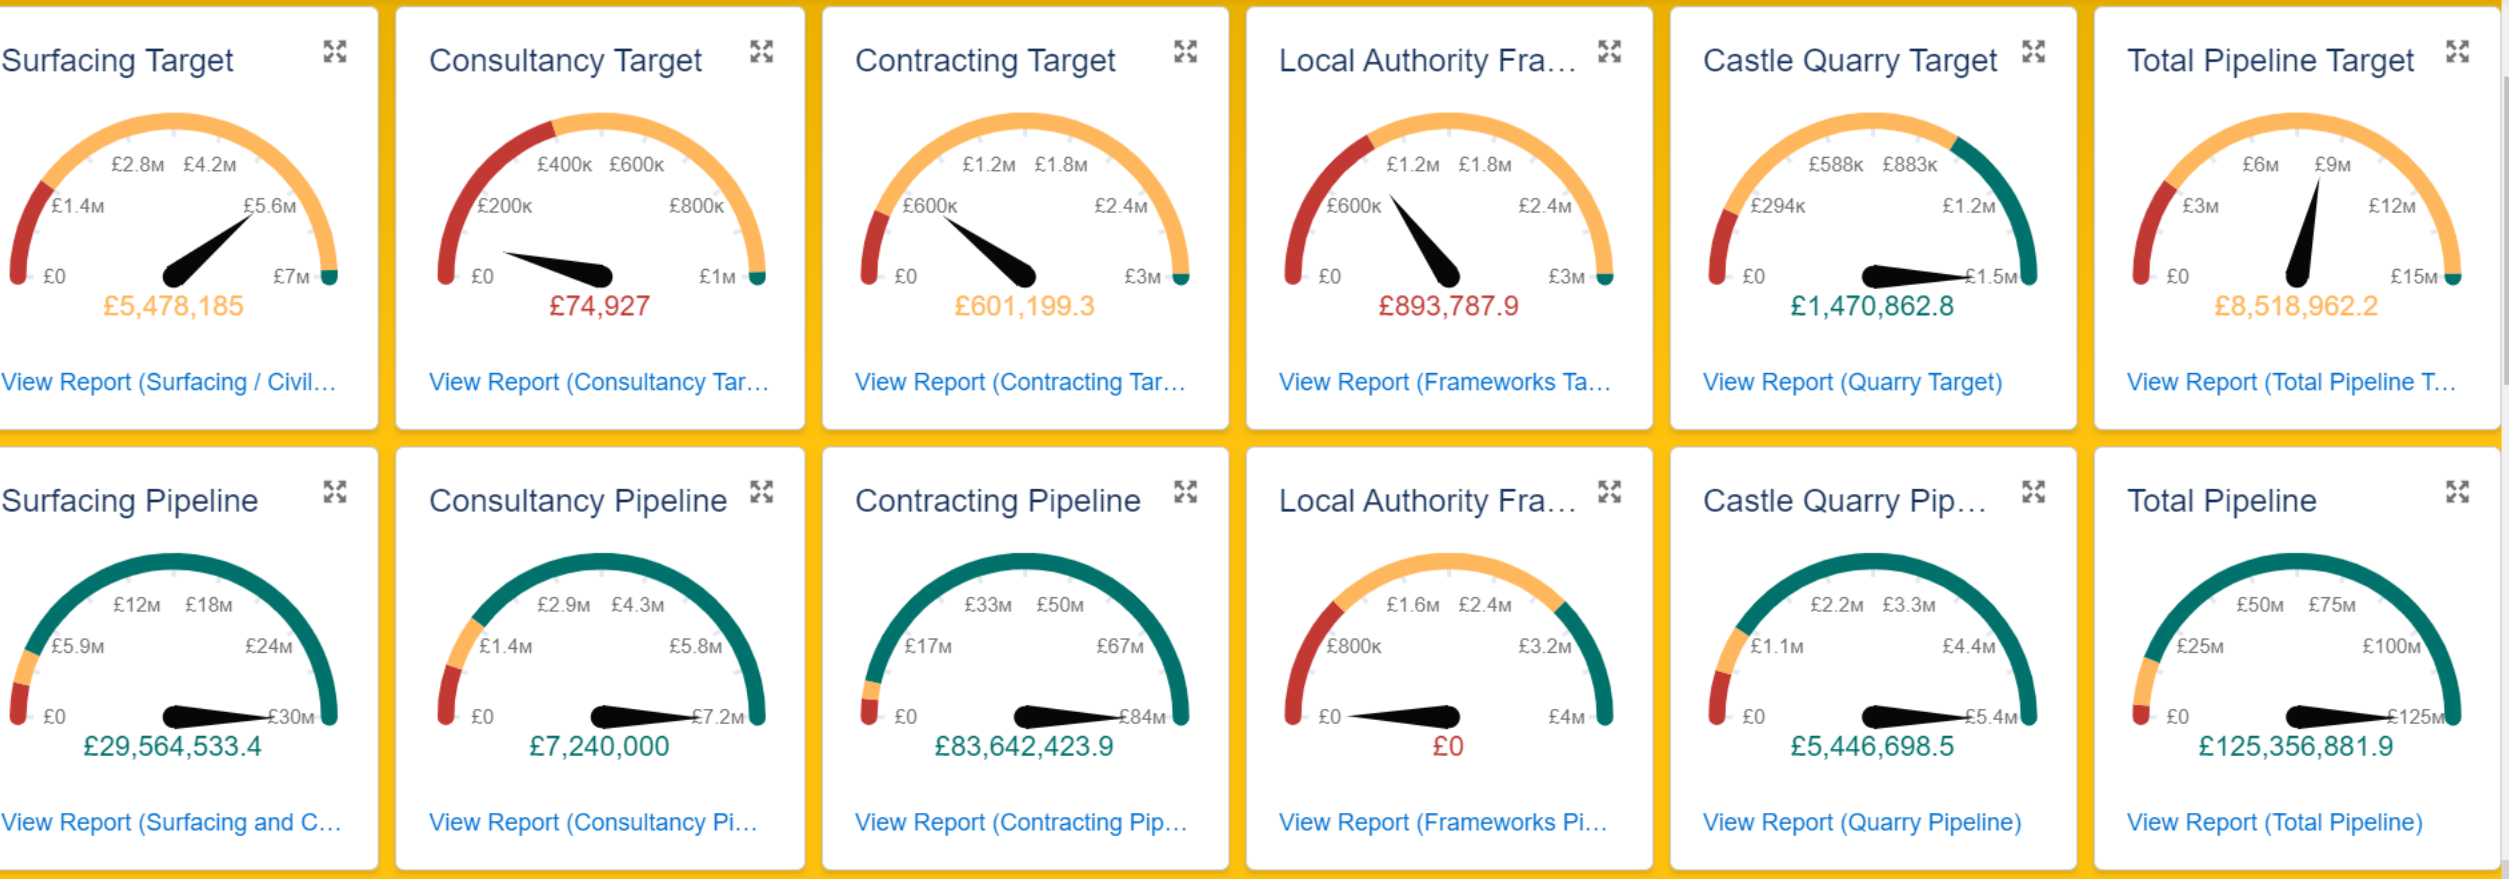 Surfacing Target
£0
£1.4M
£2.8M
£4.2M
£5.6M
£7M
£5,478,185
View Report (Surfacing / Civil...
Consultancy Target
£0
£200K
£400K
£600K
£800K
£1M
£74,927
View Report (Consultancy Tar...
Contracting Target
£0
£600K
£1.2M
£1.8M
£2.4M
£3M
£601,199.3
View Report (Contracting Tar...
Local Authority Fra...
£0
£600K
£1.2M
£1.8M
£2.4M
£3M
£893,787.9
View Report (Frameworks Ta...
Castle Quarry Target
£0
£294K
£588K
£883K
£1.2M
£1.5M
£1,470,862.8
View Report (Quarry Target)
Total Pipeline Target
£0
£3M
£6M
£9M
£12M
£15M
£8,518,962.2
View Report (Total Pipeline T...
Surfacing Pipeline
£0
£5.9M
£12M
£18M
£24M
£30M
£29,564,533.4
View Report (Surfacing and C...
Consultancy Pipeline
£0
£1.4M
£2.9M
£4.3M
£5.8M
£7.2M
£7,240,000
View Report (Consultancy Pi...
Contracting Pipeline
£0
£17M
£33M
£50M
£67M
£84M
£83,642,423.9
View Report (Contracting Pip...
Local Authority Fra...
£0
£800K
£1.6M
£2.4M
£3.2M
£4M
£0
View Report (Frameworks Pi...
Castle Quarry Pip...
£0
£1.1M
£2.2M
£3.3M
£4.4M
£5.4M
£5,446,698.5
View Report (Quarry Pipeline)
Total Pipeline
£0
£25M
£50M
£75M
£100M
£125M
£125,356,881.9
View Report (Total Pipeline)